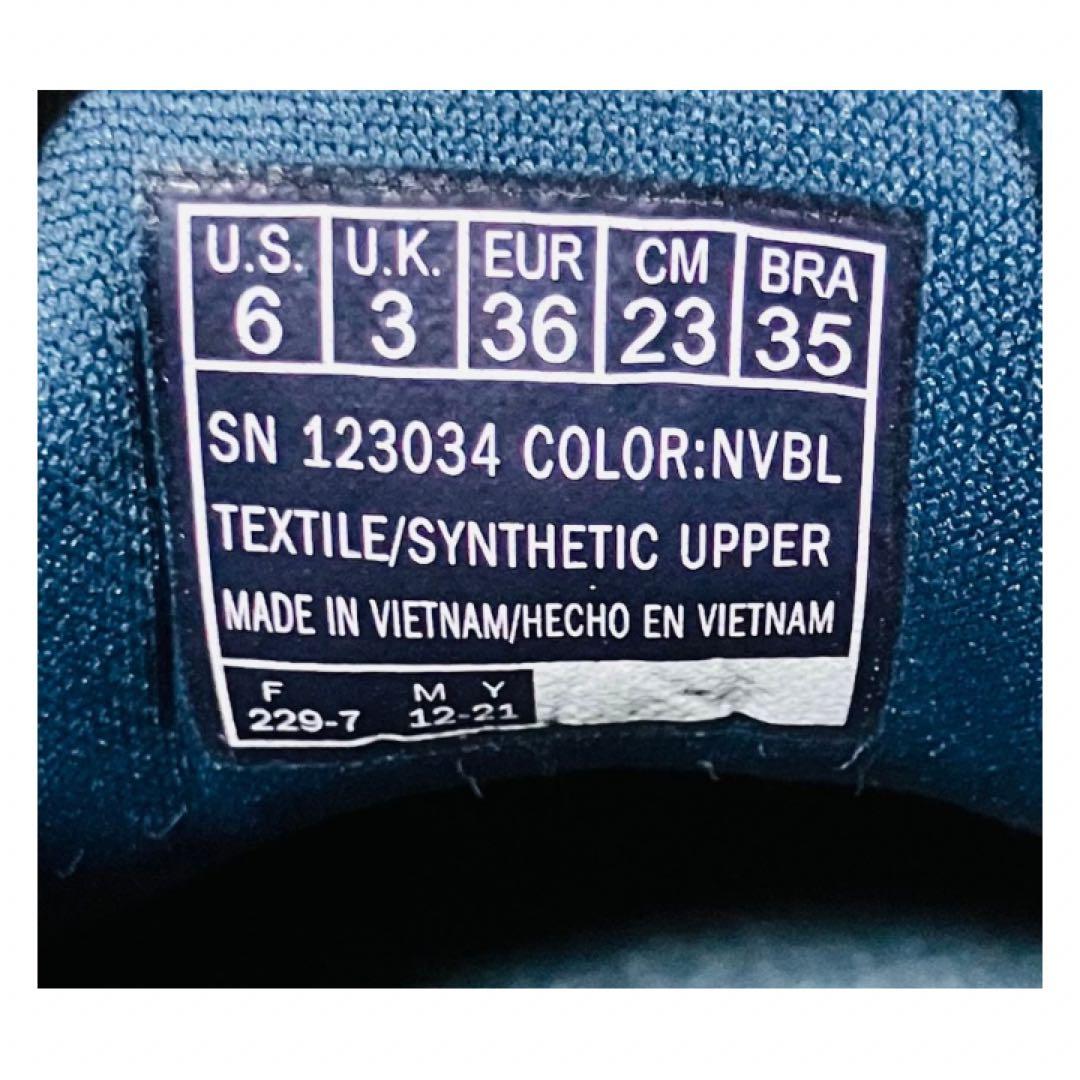 U.S. U.K. EUR CM BRA
6 3 36 23 35
SN 123034 COLOR:NVBL
TEXTILE/SYNTHETIC UPPER
MADE IN VIETNAM/HECHO EN VIETNAM
F M Y
229-7 12-21